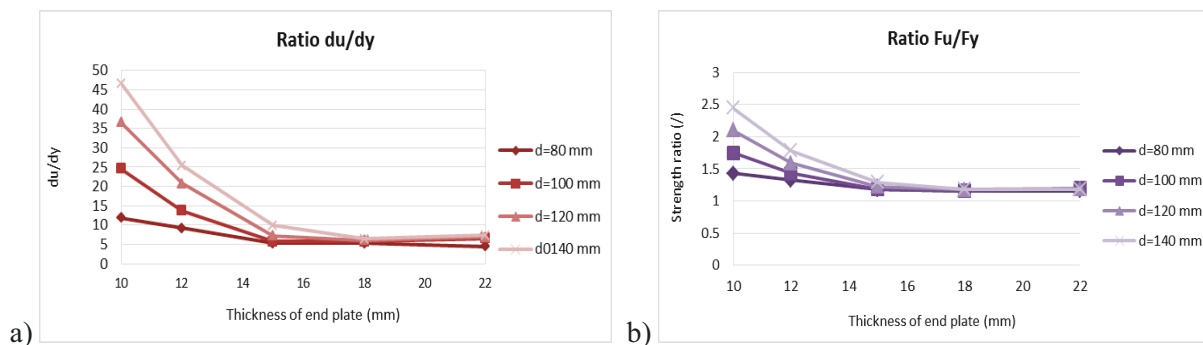 Ratio du/dy
50
45
40
35
30
25
20
15
10
5
0
du/dy
10 12 14 16 18 20 22
Thickness of end plate (mm)
d=80 mm
d=100 mm
d=120 mm
d0140 mm
a)
Ratio Fu/Fy
3
2.5
2
1.5
1
0.5
0
Strength ratio (/)
10 12 14 16 18 20 22
Thickness of end plate (mm)
d=80 mm
d=100 mm
d=120 mm
d=140 mm
b)